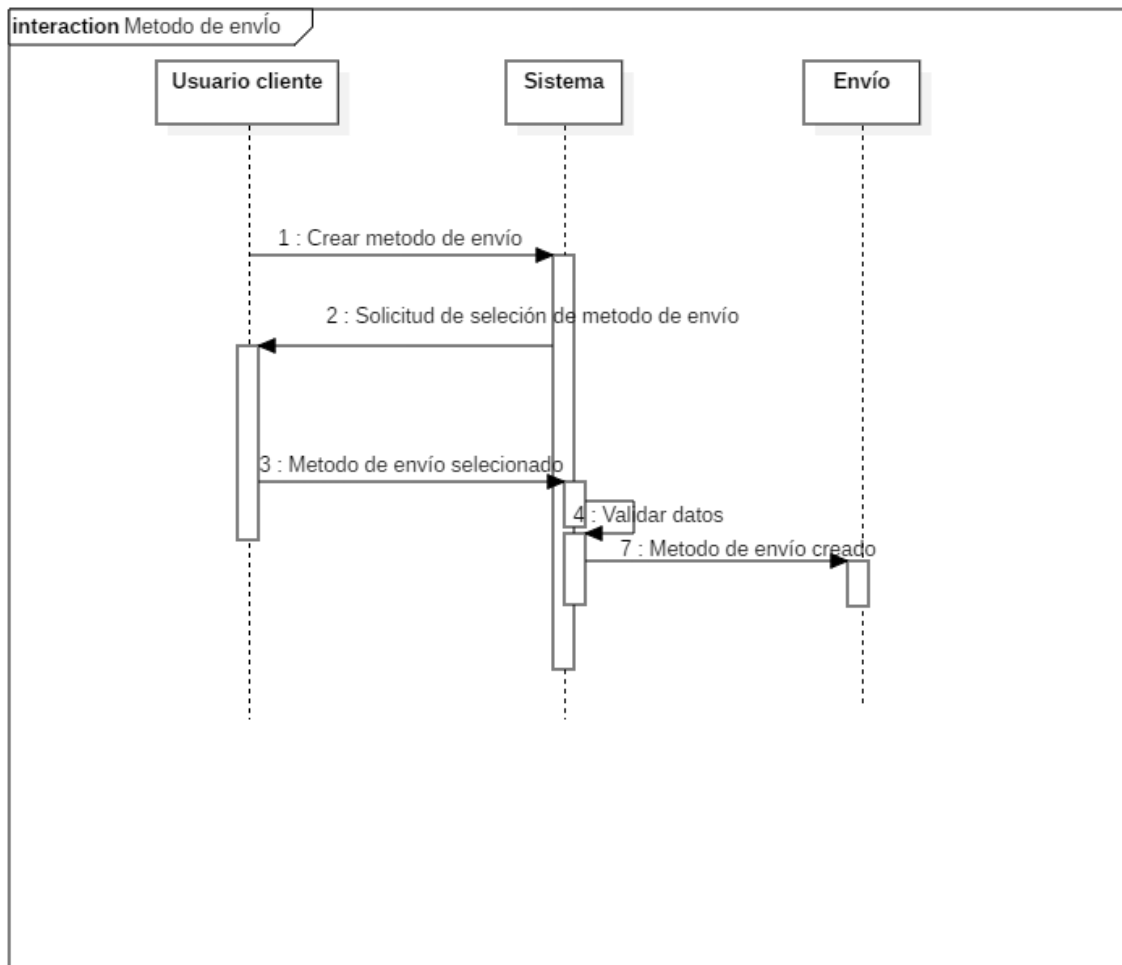 interaction Metodo de envÍo
Usuario cliente
Sistema
Envío
1 : Crear metodo de envío
2 : Solicitud de seleción de metodo de envío
3 : Metodo de envío selecionado
4 : Validar datos
7 : Metodo de envío creado